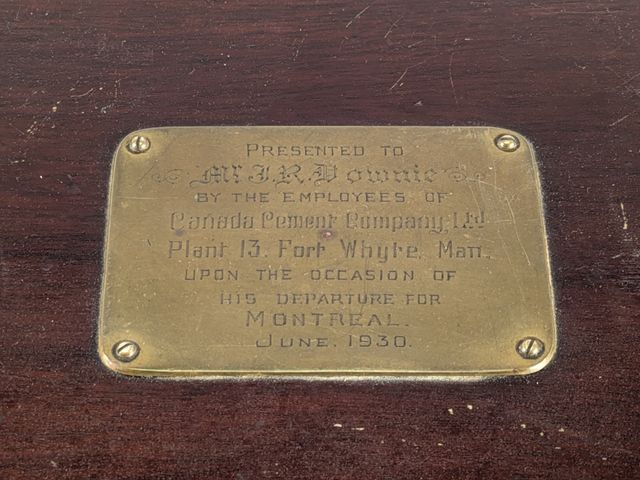 PRESENTED TO
Mr. J.R. Downie
BY THE EMPLOYEES OF
Canada Cement Company, Ltd
Plant 13. Fort Whyte, Man.
UPON THE OCCASION OF
HIS DEPARTURE FOR
MONTREAL.
JUNE. 1930.